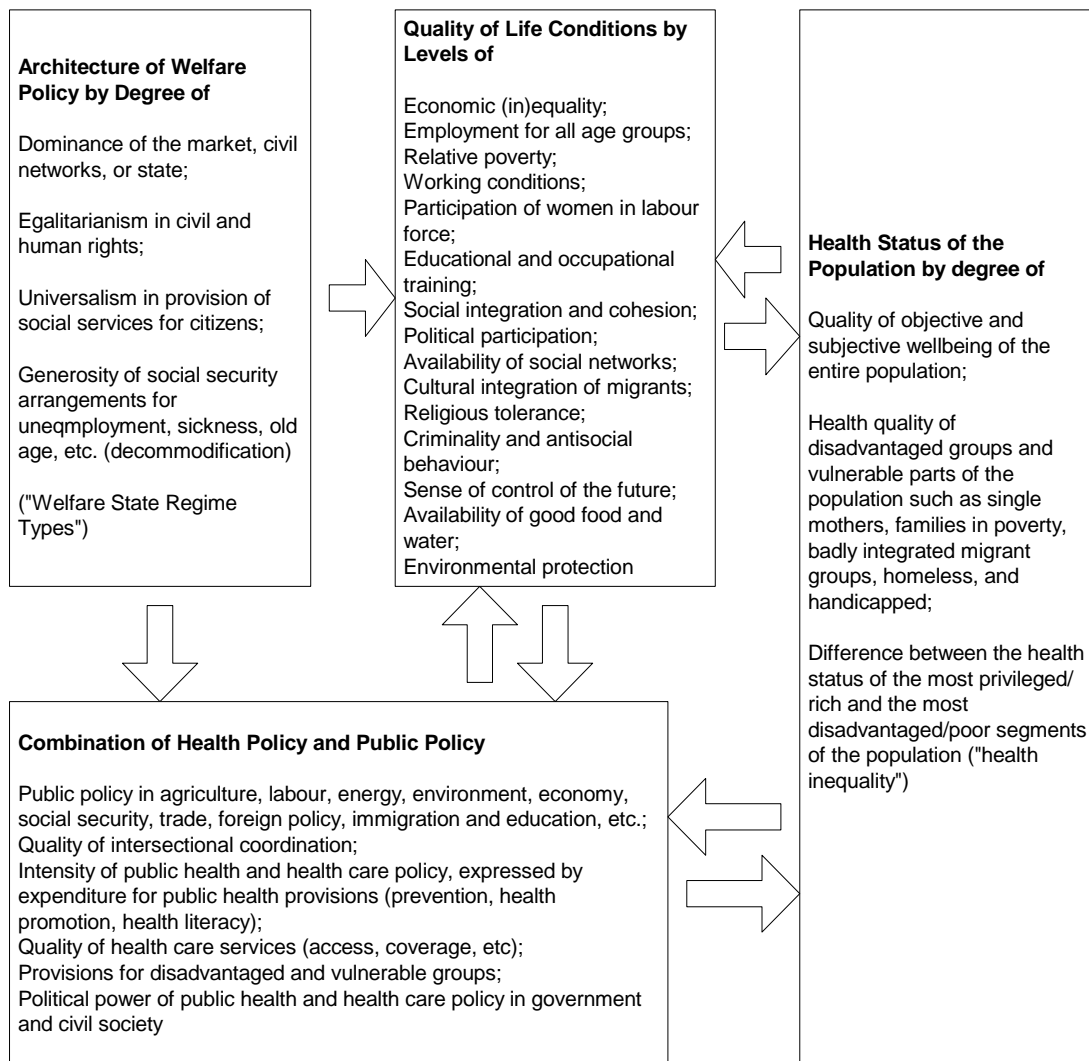 Architecture of Welfare
Policy by Degree of
Dominance of the market, civil
networks, or state;
Egalitarianism in civil and
human rights;
Universalism in provision of
social services for citizens;
Generosity of social security
arrangements for
uneqmployment, sickness, old
age, etc. (decommodification)
("Welfare State Regime
Types")
Quality of Life Conditions by
Levels of
Economic (in)equality;
Employment for all age groups;
Relative poverty;
Working conditions;
Participation of women in labour
force;
Educational and occupational
training;
Social integration and cohesion;
Political participation;
Availability of social networks;
Cultural integration of migrants;
Religious tolerance;
Criminality and antisocial
behaviour;
Sense of control of the future;
Availability of good food and
water;
Environmental protection
Health Status of the
Population by degree of
Quality of objective and
subjective wellbeing of the
entire population;
Health quality of
disadvantaged groups and
vulnerable parts of the
population such as single
mothers, families in poverty,
badly integrated migrant
groups, homeless, and
handicapped;
Difference between the health
status of the most privileged/
rich and the most
disadvantaged/poor segments
of the population ("health
inequality")
Combination of Health Policy and Public Policy
Public policy in agriculture, labour, energy, environment, economy,
social security, trade, foreign policy, immigration and education, etc.;
Quality of intersectional coordination;
Intensity of public health and health care policy, expressed by
expenditure for public health provisions (prevention, health
promotion, health literacy);
Quality of health care services (access, coverage, etc);
Provisions for disadvantaged and vulnerable groups;
Political power of public health and health care policy in government
and civil society